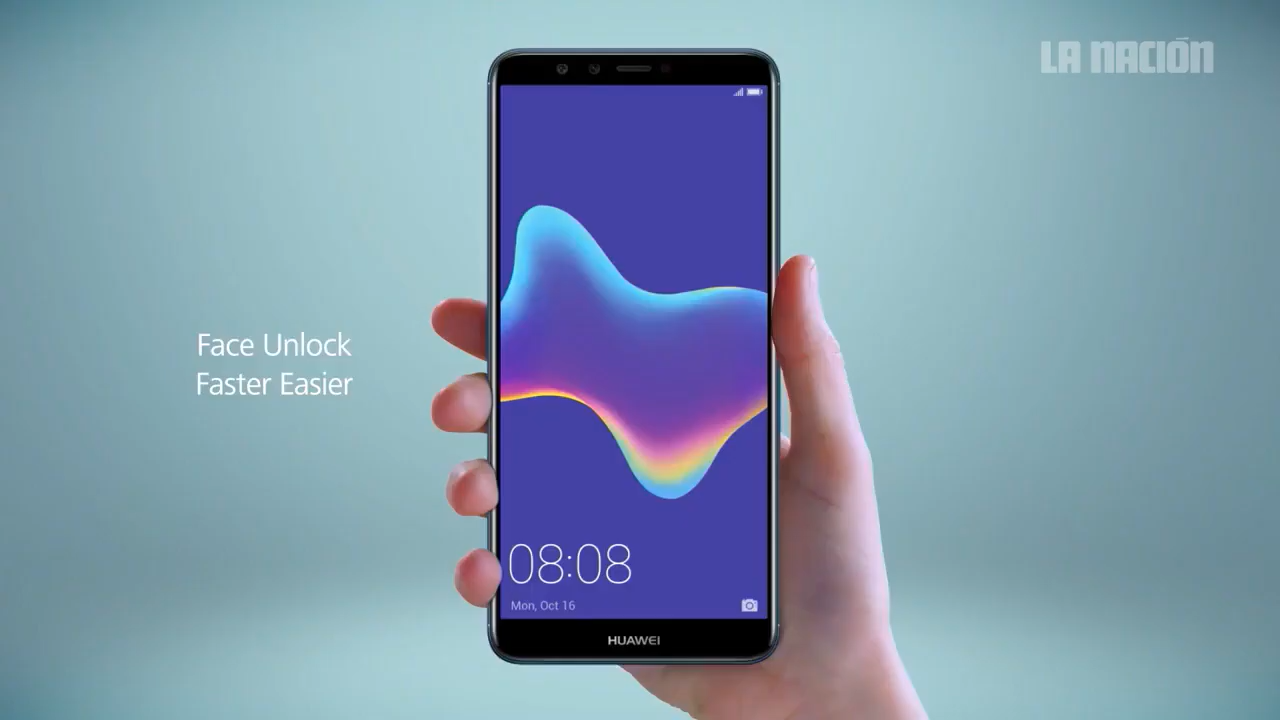 LA NACIÓN
Face Unlock
Faster Easier
08:08
Mon, Oct 16
HUAWEI